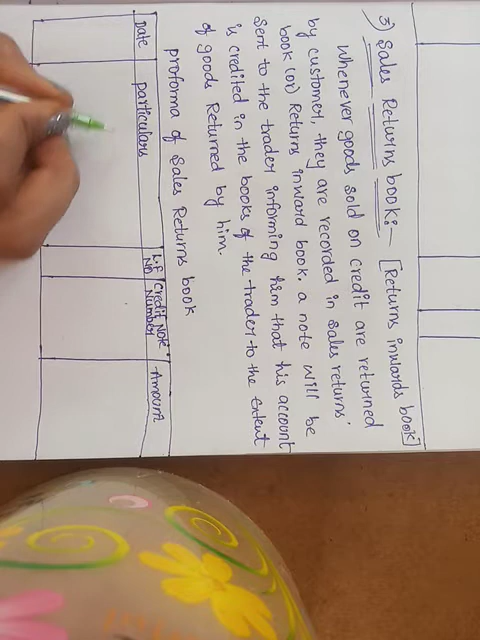 3) Sales Returns book:- [Returns inwards book]
Whenever goods sold on credit are returned
by customer, they are recorded in sales returns
book (or) Returns inward book. a note will be
sent to the trader informing him that his account
is credited in the books of the trader to the extent
of goods Returned by him.
proforma of Sales Returns book
Date particulars L.F No Credit Note Number Amount